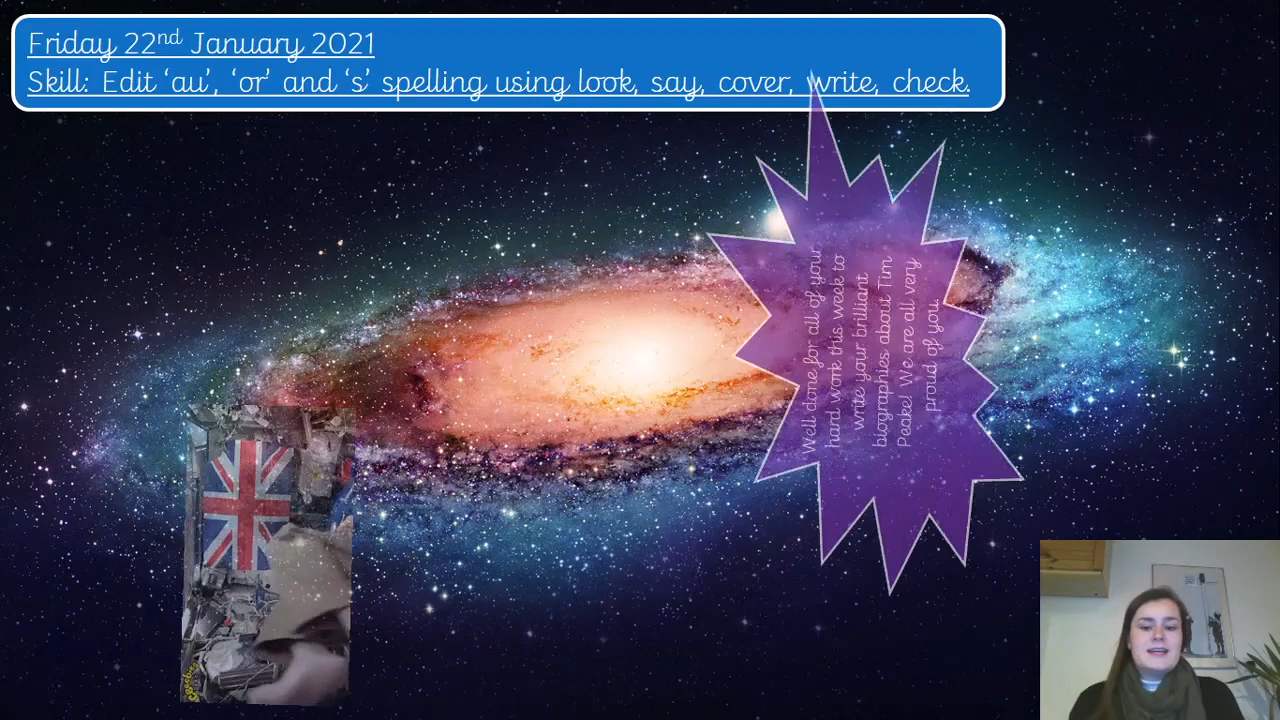 Friday 22nd January 2021
Skill: Edit ‘au’, ‘or’ and ‘s’ spelling using look, say, cover, write, check.
Well done for all of your
hard work this week to
write your brilliant
biographies about Tim
Peake! We are all very
proud of you.